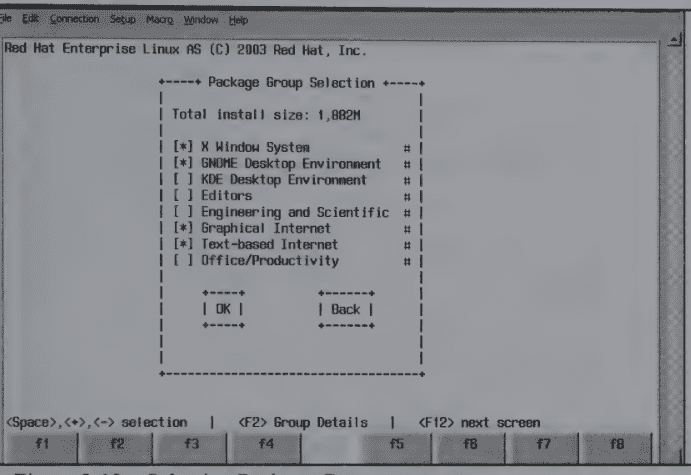 File Edit Connection Setup Macro Window Help
Red Hat Enterprise Linux AS (C) 2003 Red Hat, Inc.
+----+ Package Group Selection +----+
Total install size: 1,882M
[*] X Window System #
[*] GNOME Desktop Environment #
[ ] KDE Desktop Environment #
[ ] Editors #
[ ] Engineering and Scientific #
[*] Graphical Internet #
[*] Text-based Internet #
[ ] Office/Productivity #
| OK | | Back |
<Space>,<+>,<-> selection | <F2> Group Details | <F12> next screen
f1 f2 f3 f4 f5 f6 f7 f8